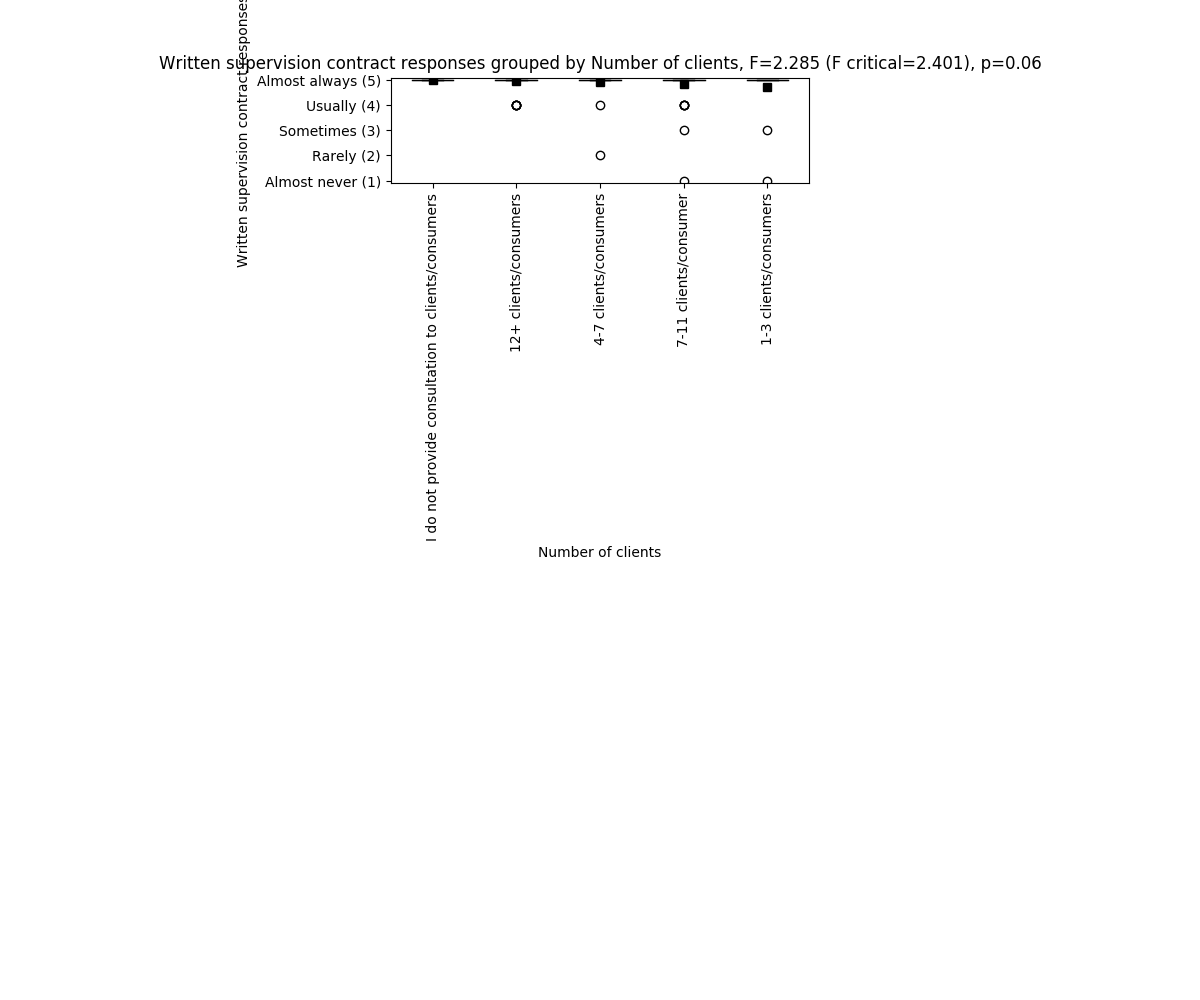 Written supervision contract responses grouped by Number of clients, F=2.285 (F critical=2.401), p=0.06
Written supervision contract responses
Almost always (5)
Usually (4)
Sometimes (3)
Rarely (2)
Almost never (1)
I do not provide consultation to clients/consumers
12+ clients/consumers
4-7 clients/consumers
7-11 clients/consumer
1-3 clients/consumers
Number of clients